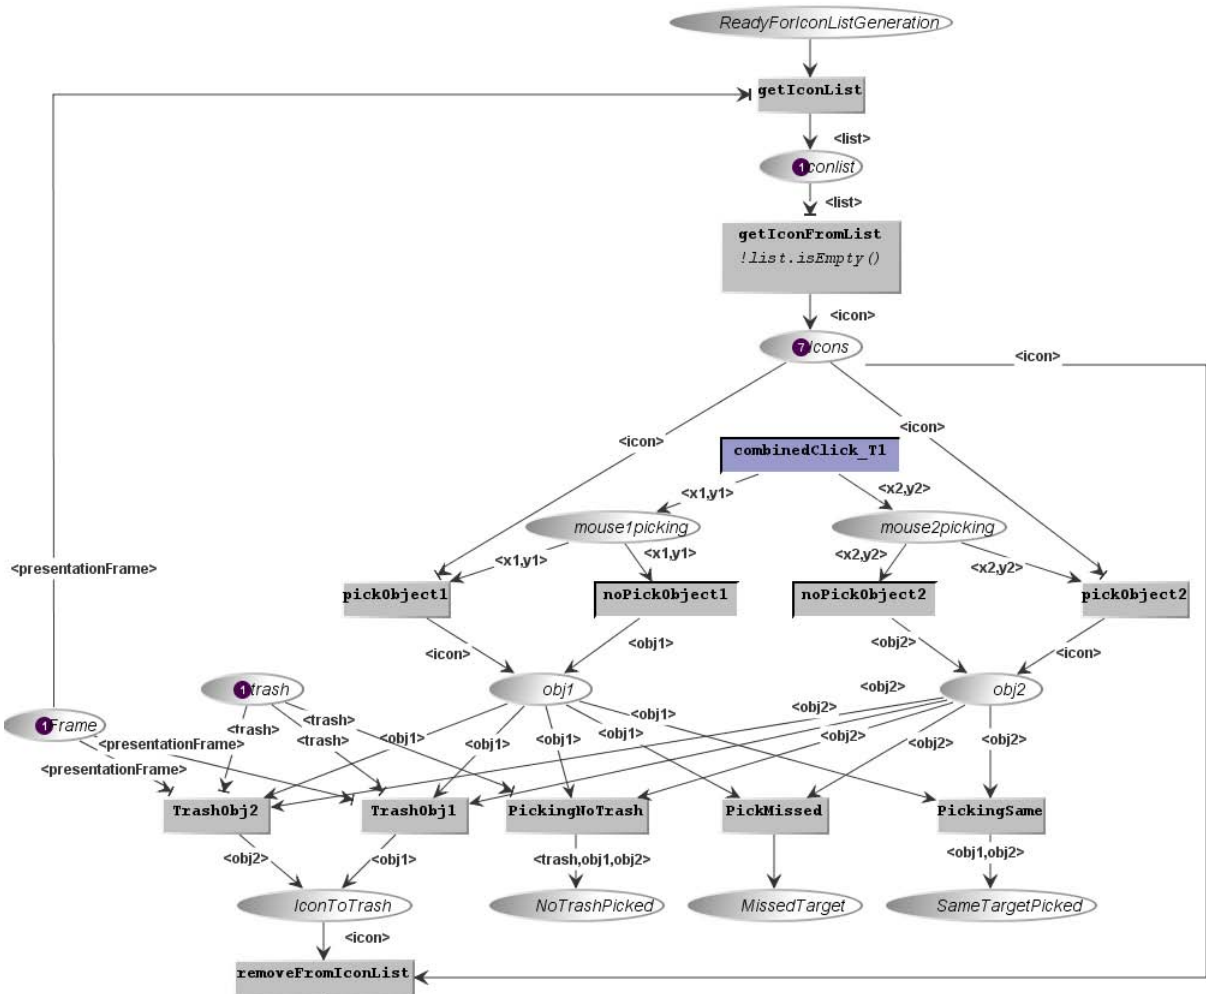 ReadyForIconListGeneration
getIconList
<list>
1
conlist
<list>
getIconFromList
!list.isEmpty()
<icon>
7
Icons
<icon>
<icon>
<icon>
combinedClick_T1
<x1,y1>
<x2,y2>
mouse1picking
mouse2picking
<x1,y1>
<x1,y1>
<x2,y2>
<x2,y2>
<presentationFrame>
pickObject1
noPickObject1
noPickObject2
pickObject2
<icon>
<obj1>
<obj2>
<icon>
1
trash
obj1
obj2
<obj2>
1
Frame
<trash>
<trash>
<obj1>
<obj2>
<presentationFrame>
<trash>
<obj1>
<obj1>
<obj1>
<obj1>
<obj2>
<obj2>
<obj2>
<presentationFrame>
TrashObj2
TrashObj1
PickingNoTrash
PickMissed
PickingSame
<obj2>
<obj1>
<trash,obj1,obj2>
<obj1,obj2>
IconToTrash
NoTrashPicked
MissedTarget
SameTargetPicked
<icon>
removeFromIconList